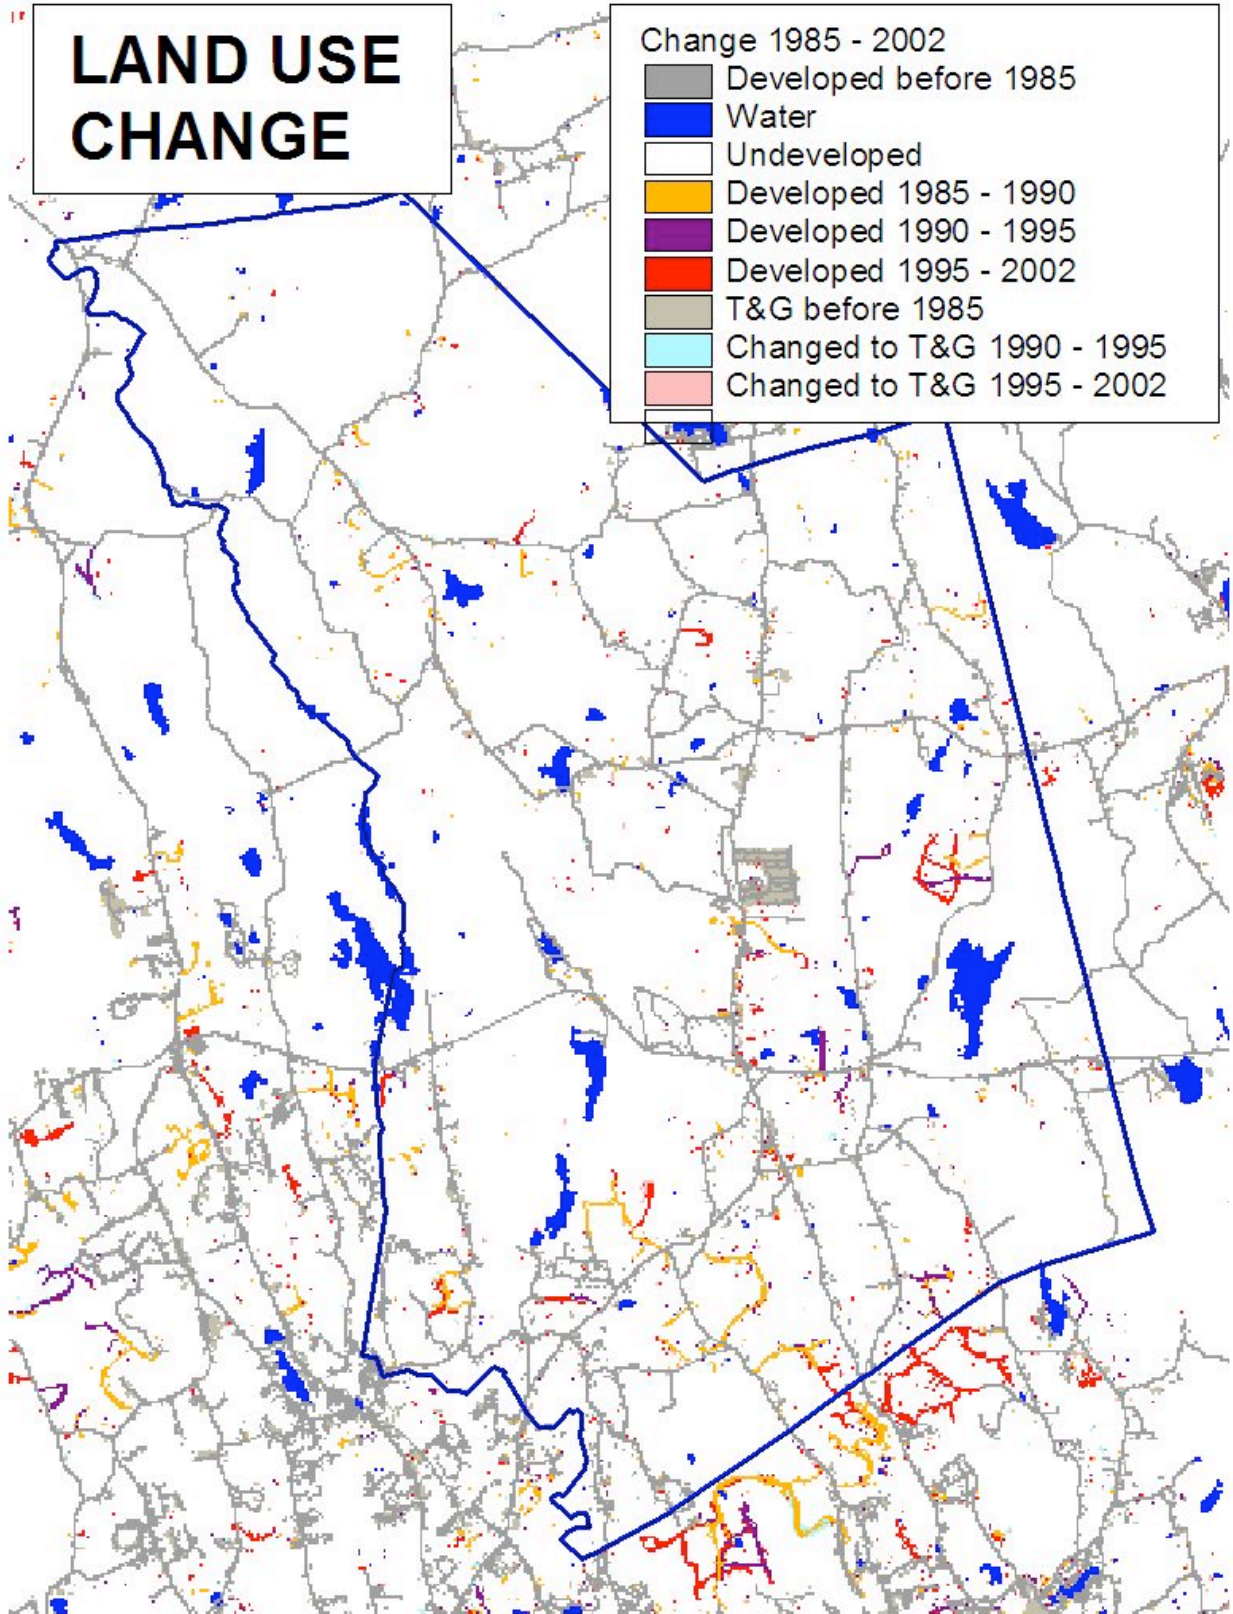 LAND USE
CHANGE
Change 1985 - 2002
Developed before 1985
Water
Undeveloped
Developed 1985 - 1990
Developed 1990 - 1995
Developed 1995 - 2002
T&G before 1985
Changed to T&G 1990 - 1995
Changed to T&G 1995 - 2002